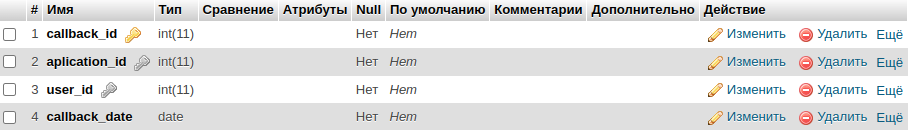 # Имя Тип Сравнение Атрибуты Null По умолчанию Комментарии Дополнительно Действие
1 callback_id int(11) Нет Нет Изменить Удалить Ещё
2 aplication_id int(11) Нет Нет Изменить Удалить Ещё
3 user_id int(11) Нет Нет Изменить Удалить Ещё
4 callback_date date Нет Нет Изменить Удалить Ещё